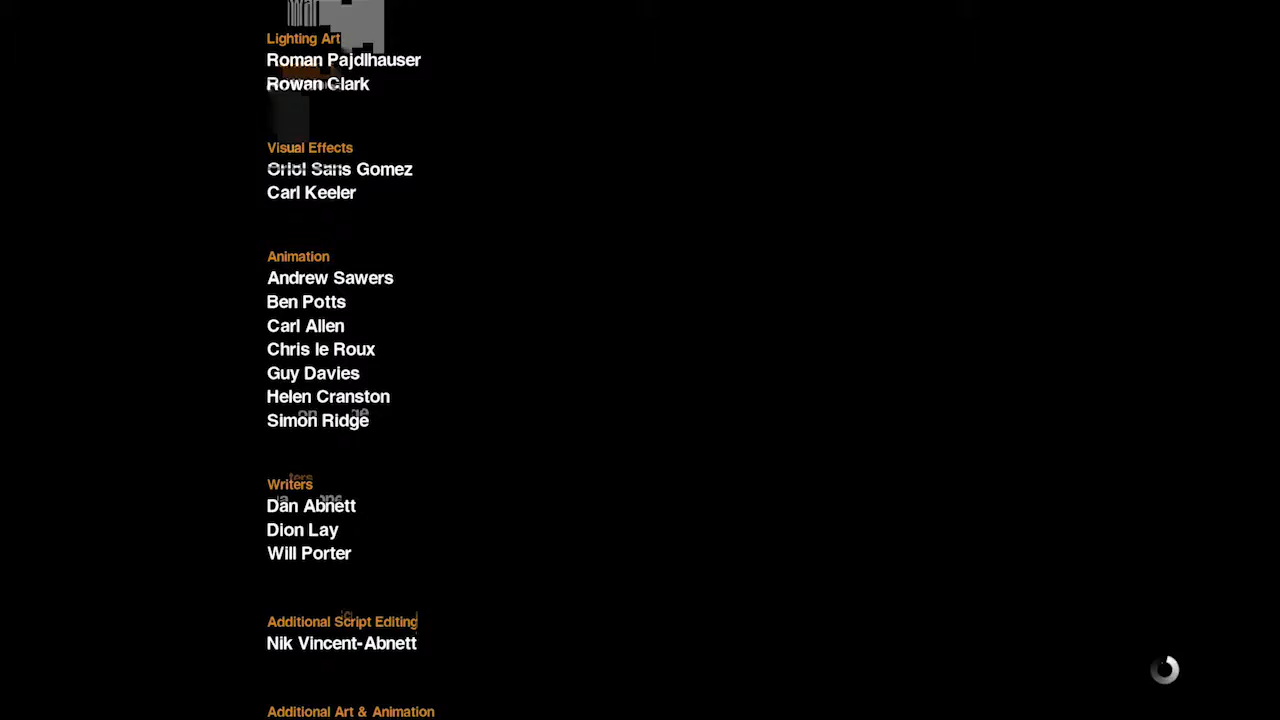 Lighting Art
Roman Pajdlhauser
Rowan Clark
Visual Effects
Oriol Sans Gomez
Carl Keeler
Animation
Andrew Sawers
Ben Potts
Carl Allen
Chris le Roux
Guy Davies
Helen Cranston
Simon Ridge
Writers
Dan Abnett
Dion Lay
Will Porter
Additional Script Editing
Nik Vincent-Abnett
Additional Art & Animation